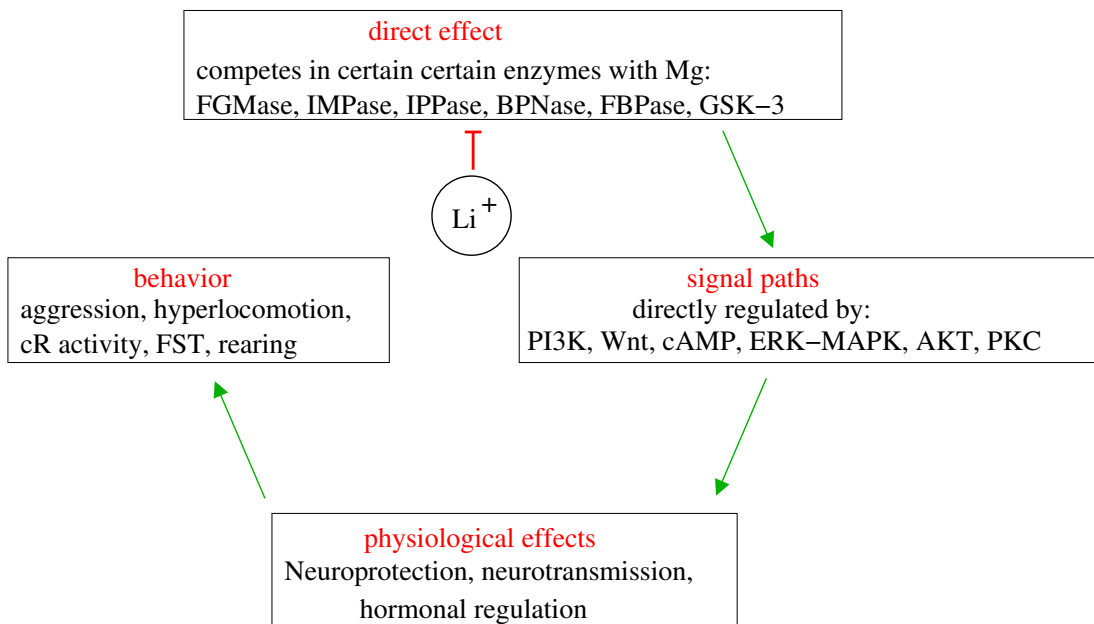 direct effect
competes in certain certain enzymes with Mg:
FGMase, IMPase, IPPase, BPNase, FBPase, GSK−3
Li+
behavior
aggression, hyperlocomotion,
cR activity, FST, rearing
signal paths
directly regulated by:
PI3K, Wnt, cAMP, ERK−MAPK, AKT, PKC
physiological effects
Neuroprotection, neurotransmission,
hormonal regulation